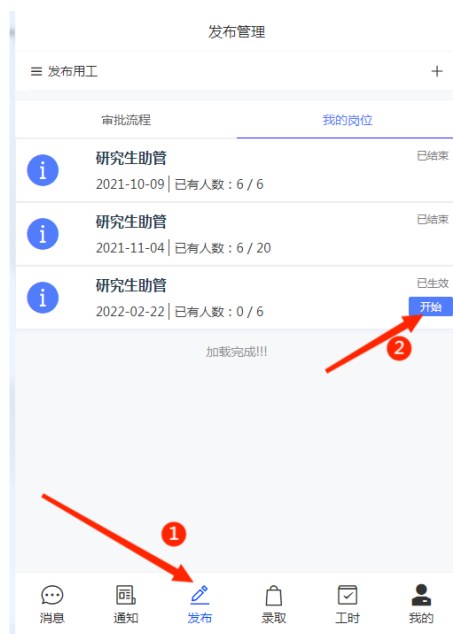 发布管理
发布用工 +
审批流程 我的岗位
研究生助管 已结束
2021-10-09 | 已有人数：6 / 6
研究生助管 已结束
2021-11-04 | 已有人数：6 / 20
研究生助管 已生效
2022-02-22 | 已有人数：0 / 6 开始
2
加载完成!!!
1
消息 通知 发布 录取 工时 我的